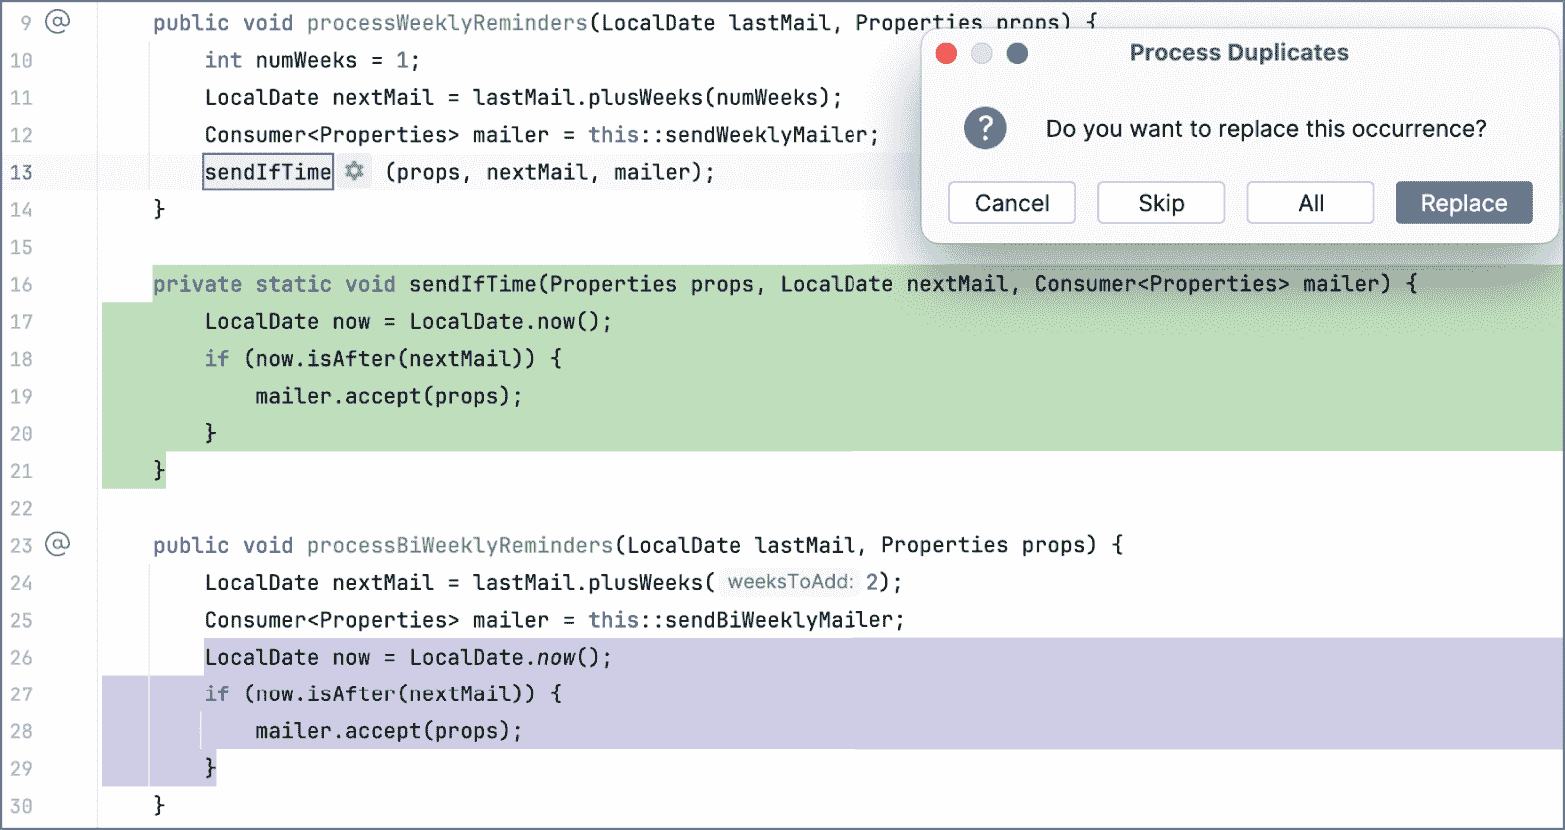 9 @ public void processWeeklyReminders(LocalDate lastMail, Properties props) {
10 int numWeeks = 1;
11 LocalDate nextMail = lastMail.plusWeeks(numWeeks);
12 Consumer<Properties> mailer = this::sendWeeklyMailer;
13 sendIfTime (props, nextMail, mailer);
14 }
15
16 private static void sendIfTime(Properties props, LocalDate nextMail, Consumer<Properties> mailer) {
17 LocalDate now = LocalDate.now();
18 if (now.isAfter(nextMail)) {
19 mailer.accept(props);
20 }
21 }
22
23 @ public void processBiWeeklyReminders(LocalDate lastMail, Properties props) {
24 LocalDate nextMail = lastMail.plusWeeks( weeksToAdd: 2);
25 Consumer<Properties> mailer = this::sendBiWeeklyMailer;
26 LocalDate now = LocalDate.now();
27 if (now.isAfter(nextMail)) {
28 mailer.accept(props);
29 }
30 }
Process Duplicates
? Do you want to replace this occurrence?
Cancel Skip All Replace